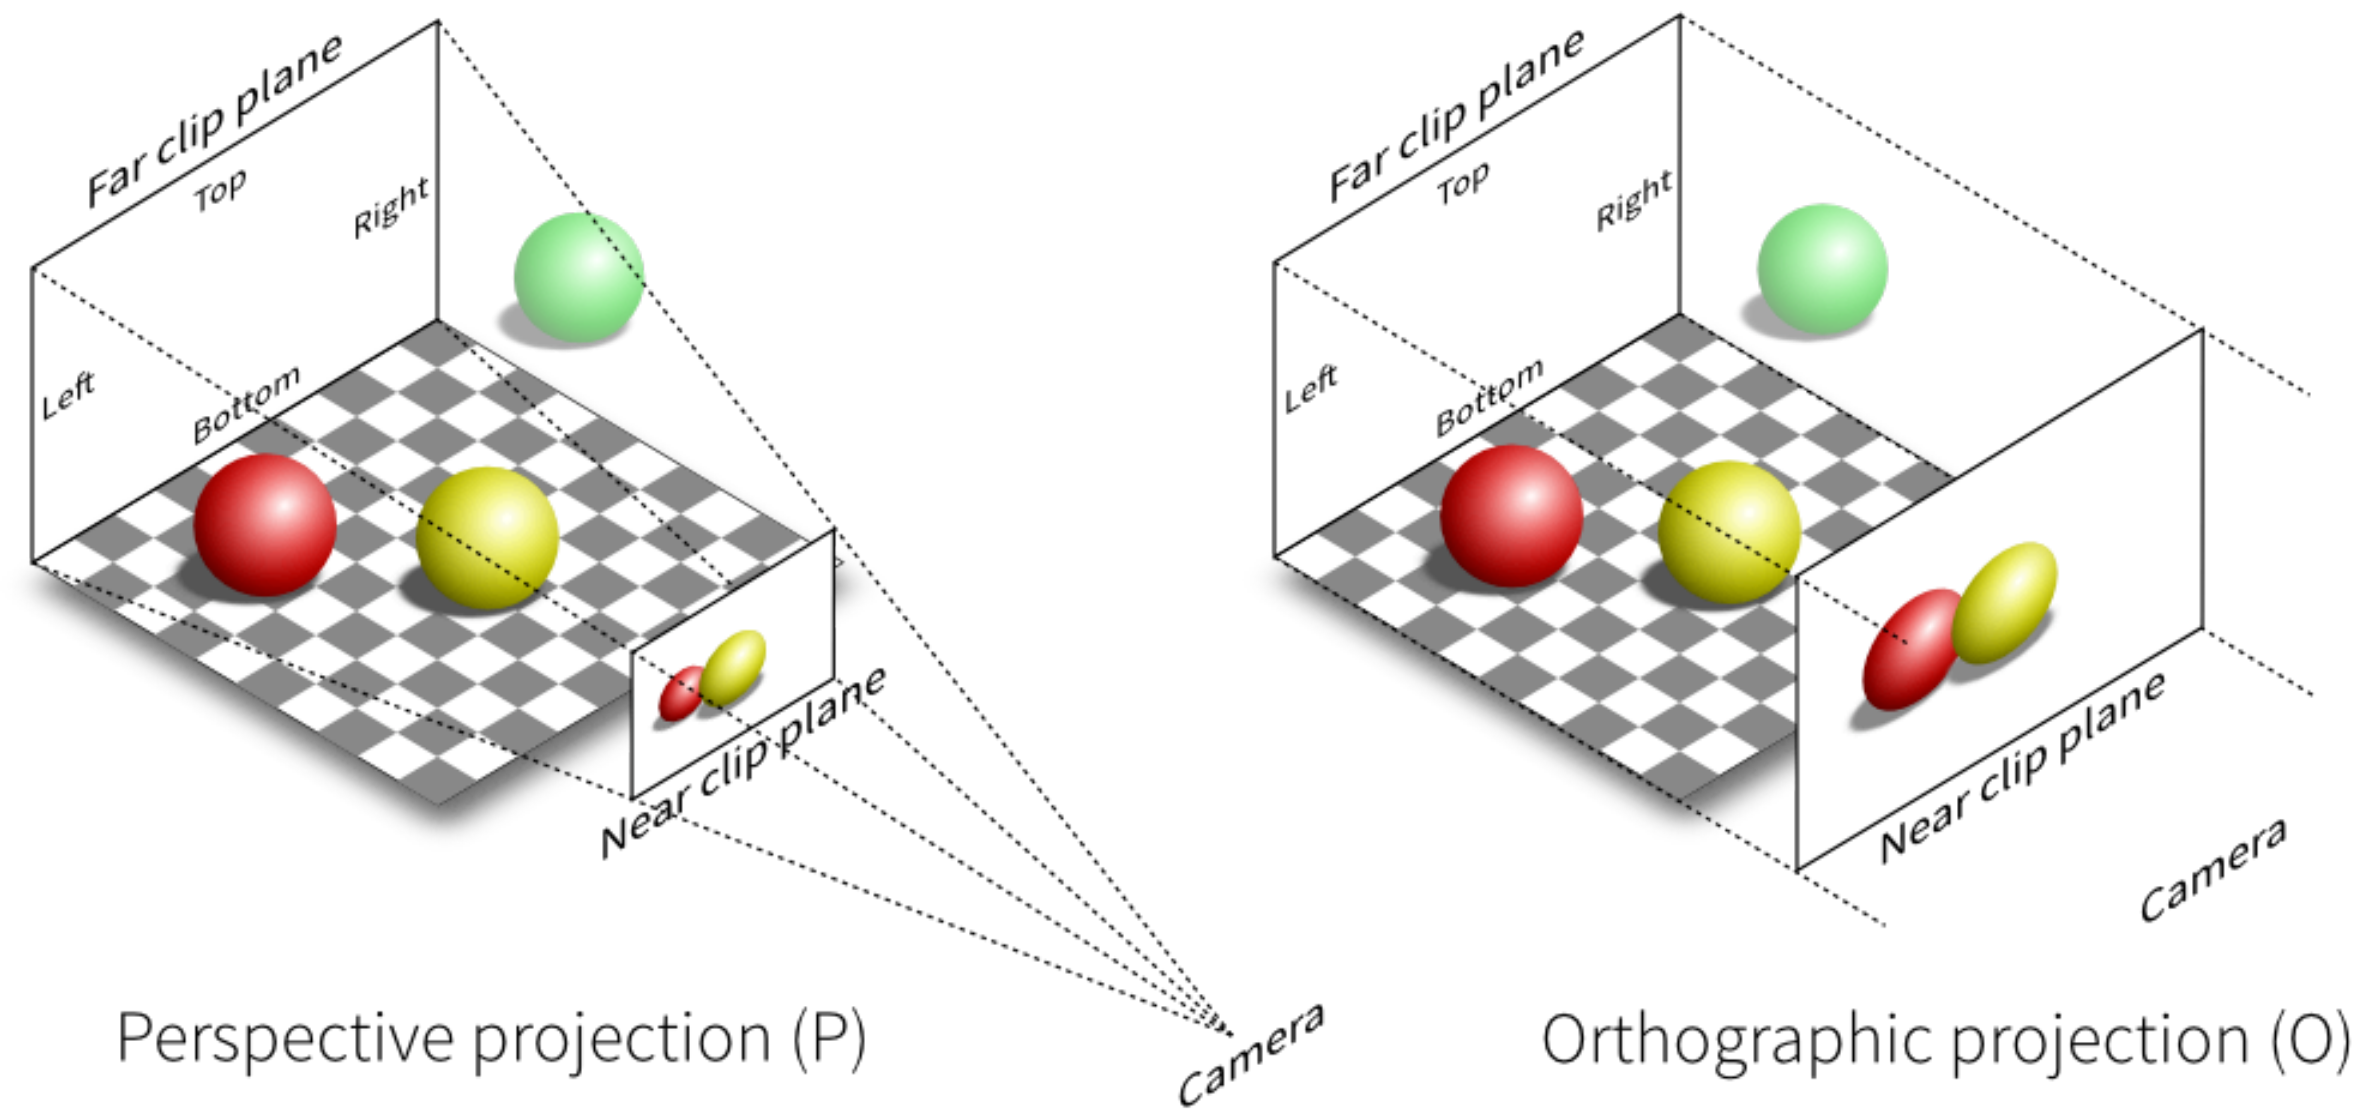 Far clip plane
Top
Right
Left
Bottom
Near clip plane
Camera
Perspective projection (P)
Far clip plane
Top
Right
Left
Bottom
Near clip plane
Camera
Orthographic projection (O)